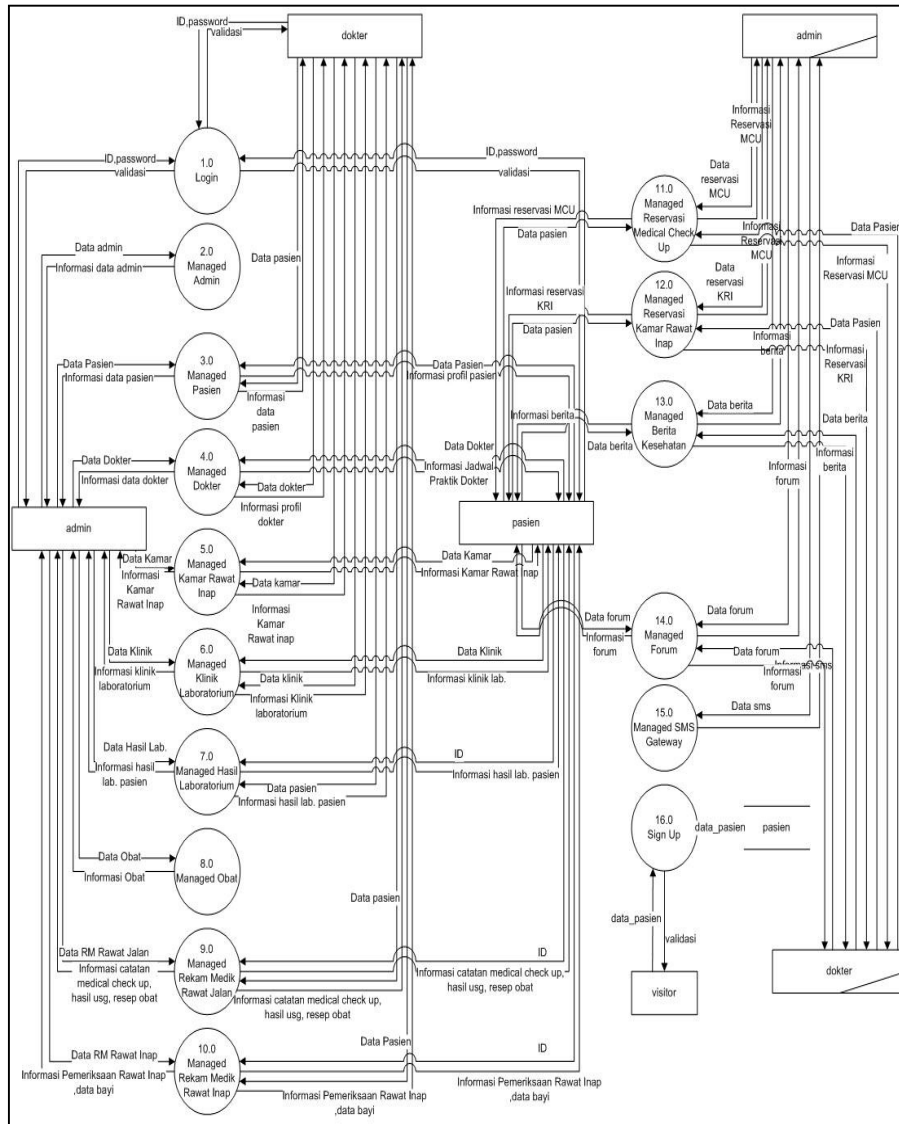 ID,password
validasi
dokter
admin
1.0
Login
ID,password
validasi
ID,password
validasi
2.0
Managed
Admin
Data admin
Informasi data admin
Data pasien
3.0
Managed
Pasien
Data Pasien
Informasi data pasien
Data Pasien
Informasi profil pasien
Informasi
data
pasien
4.0
Managed
Dokter
Data Dokter
Informasi data dokter
Data dokter
Informasi profil
dokter
Data Dokter
Informasi Jadwal
Praktik Dokter
admin
pasien
5.0
Managed
Kamar Rawat
Inap
Data Kamar
Informasi
Kamar
Rawat Inap
Data kamar
Informasi
Kamar
Rawat inap
Data Kamar
Informasi Kamar Rawat Inap
6.0
Managed
Klinik
Laboratorium
Data Klinik
Informasi klinik
laboratorium
Data klinik
Informasi Klinik
laboratorium
Data Klinik
Informasi klinik lab.
7.0
Managed Hasil
Laboratorium
Data Hasil Lab.
Informasi hasil
lab. pasien
Data pasien
Informasi hasil lab. pasien
ID
Informasi hasil lab. pasien
8.0
Managed Obat
Data Obat
Informasi Obat
Data pasien
9.0
Managed
Rekam Medik
Rawat Jalan
Data RM Rawat Jalan
Informasi catatan
medical check up,
hasil usg, resep obat
Informasi catatan medical check up,
hasil usg, resep obat
ID
Informasi catatan medical check up,
hasil usg, resep obat
Data Pasien
10.0
Managed
Rekam Medik
Rawat Inap
Data RM Rawat Inap
Informasi Pemeriksaan Rawat Inap
,data bayi
Informasi Pemeriksaan Rawat Inap
,data bayi
ID
Informasi Pemeriksaan Rawat Inap
,data bayi
Informasi
Reservasi
MCU
Data
reservasi
MCU
11.0
Managed
Reservasi
Medical Check
Up
Informasi reservasi MCU
Data pasien
Data Pasien
Informasi
Reservasi MCU
Informasi
Reservasi
MCU
Data
reservasi
KRI
12.0
Managed
Reservasi
Kamar Rawat
Inap
Informasi reservasi
KRI
Data pasien
Data Pasien
Informasi
Reservasi
KRI
Informasi
berita
13.0
Managed
Berita
Kesehatan
Informasi berita
Data berita
Data berita
Data berita
Informasi
berita
Informasi
forum
14.0
Managed
Forum
Data forum
Informasi
forum
Data forum
Data forum
Informasi sms
Informasi
forum
15.0
Managed SMS
Gateway
Data sms
16.0
Sign Up
data_pasien
pasien
data_pasien
validasi
visitor
dokter